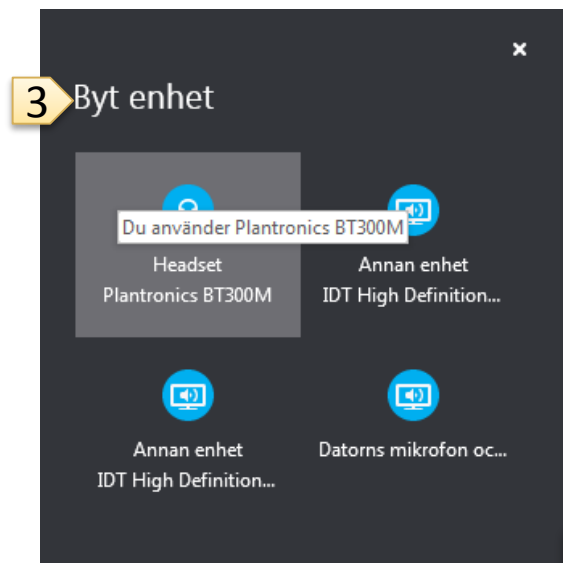 3
Byt enhet
Du använder Plantronics BT300M
Headset
Plantronics BT300M
Annan enhet
IDT High Definition...
Annan enhet
IDT High Definition...
Datorns mikrofon oc...